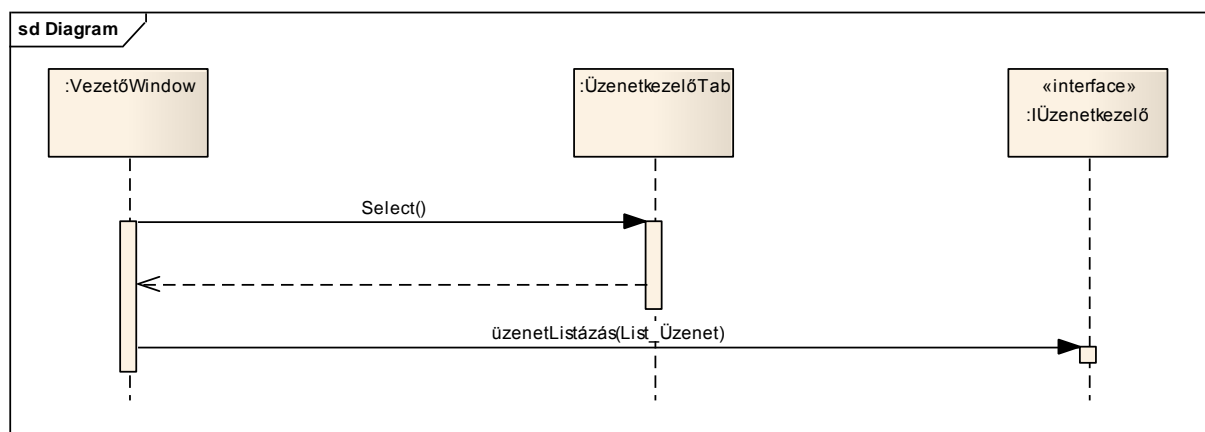 sd Diagram
:VezetőWindow
:ÜzenetkezelőTab
«interface»
:IÜzenetkezelő
Select()
üzenetListázás(List_Üzenet)